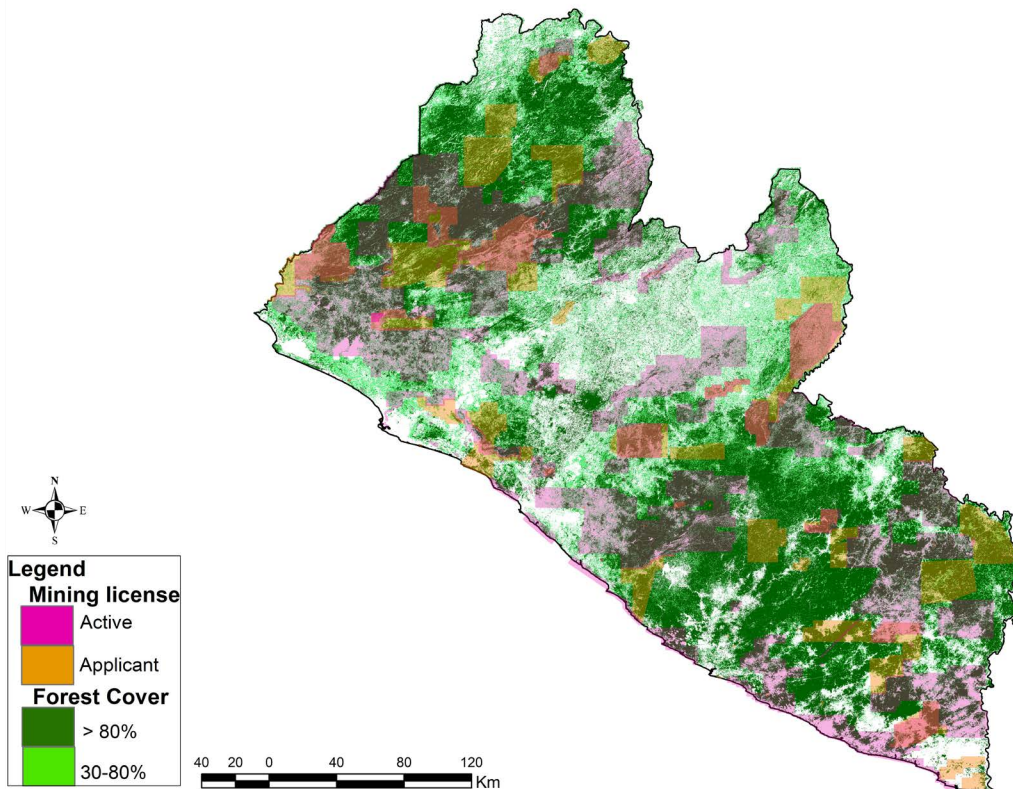 N
W E
S
Legend
Mining license
Active
Applicant
Forest Cover
> 80%
30-80%
40 20 0 40 80 120
Km